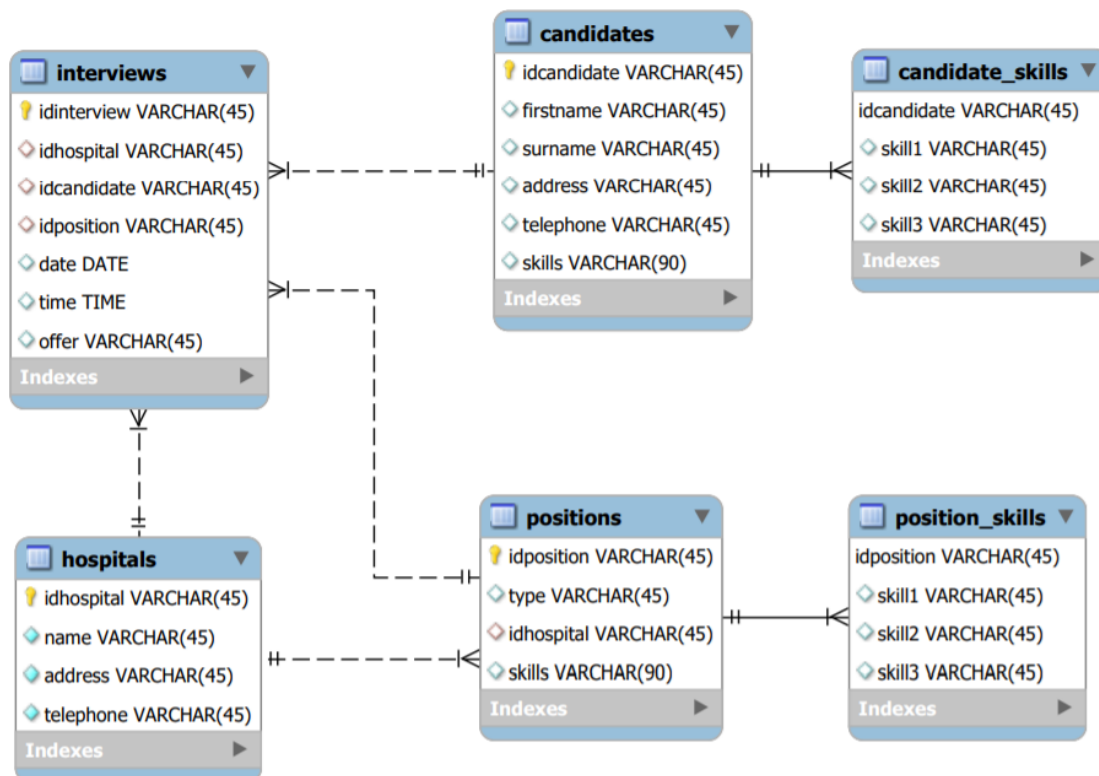 interviews
idinterview VARCHAR(45)
idhospital VARCHAR(45)
idcandidate VARCHAR(45)
idposition VARCHAR(45)
date DATE
time TIME
offer VARCHAR(45)
Indexes
candidates
idcandidate VARCHAR(45)
firstname VARCHAR(45)
surname VARCHAR(45)
address VARCHAR(45)
telephone VARCHAR(45)
skills VARCHAR(90)
Indexes
candidate_skills
idcandidate VARCHAR(45)
skill1 VARCHAR(45)
skill2 VARCHAR(45)
skill3 VARCHAR(45)
Indexes
hospitals
idhospital VARCHAR(45)
name VARCHAR(45)
address VARCHAR(45)
telephone VARCHAR(45)
Indexes
positions
idposition VARCHAR(45)
type VARCHAR(45)
idhospital VARCHAR(45)
skills VARCHAR(90)
Indexes
position_skills
idposition VARCHAR(45)
skill1 VARCHAR(45)
skill2 VARCHAR(45)
skill3 VARCHAR(45)
Indexes